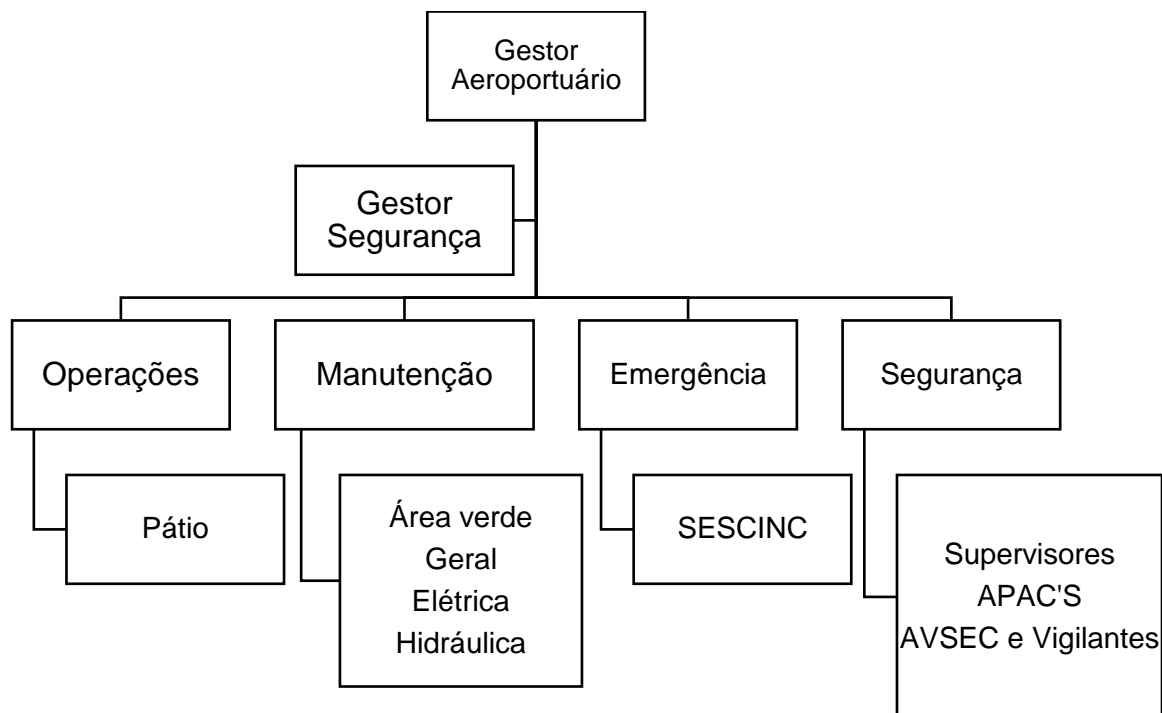 Gestor
Aeroportuário
Gestor
Segurança
Operações
Manutenção
Emergência
Segurança
Pátio
Área verde
Geral
Elétrica
Hidráulica
SESCINC
Supervisores
APAC'S
AVSEC e Vigilantes